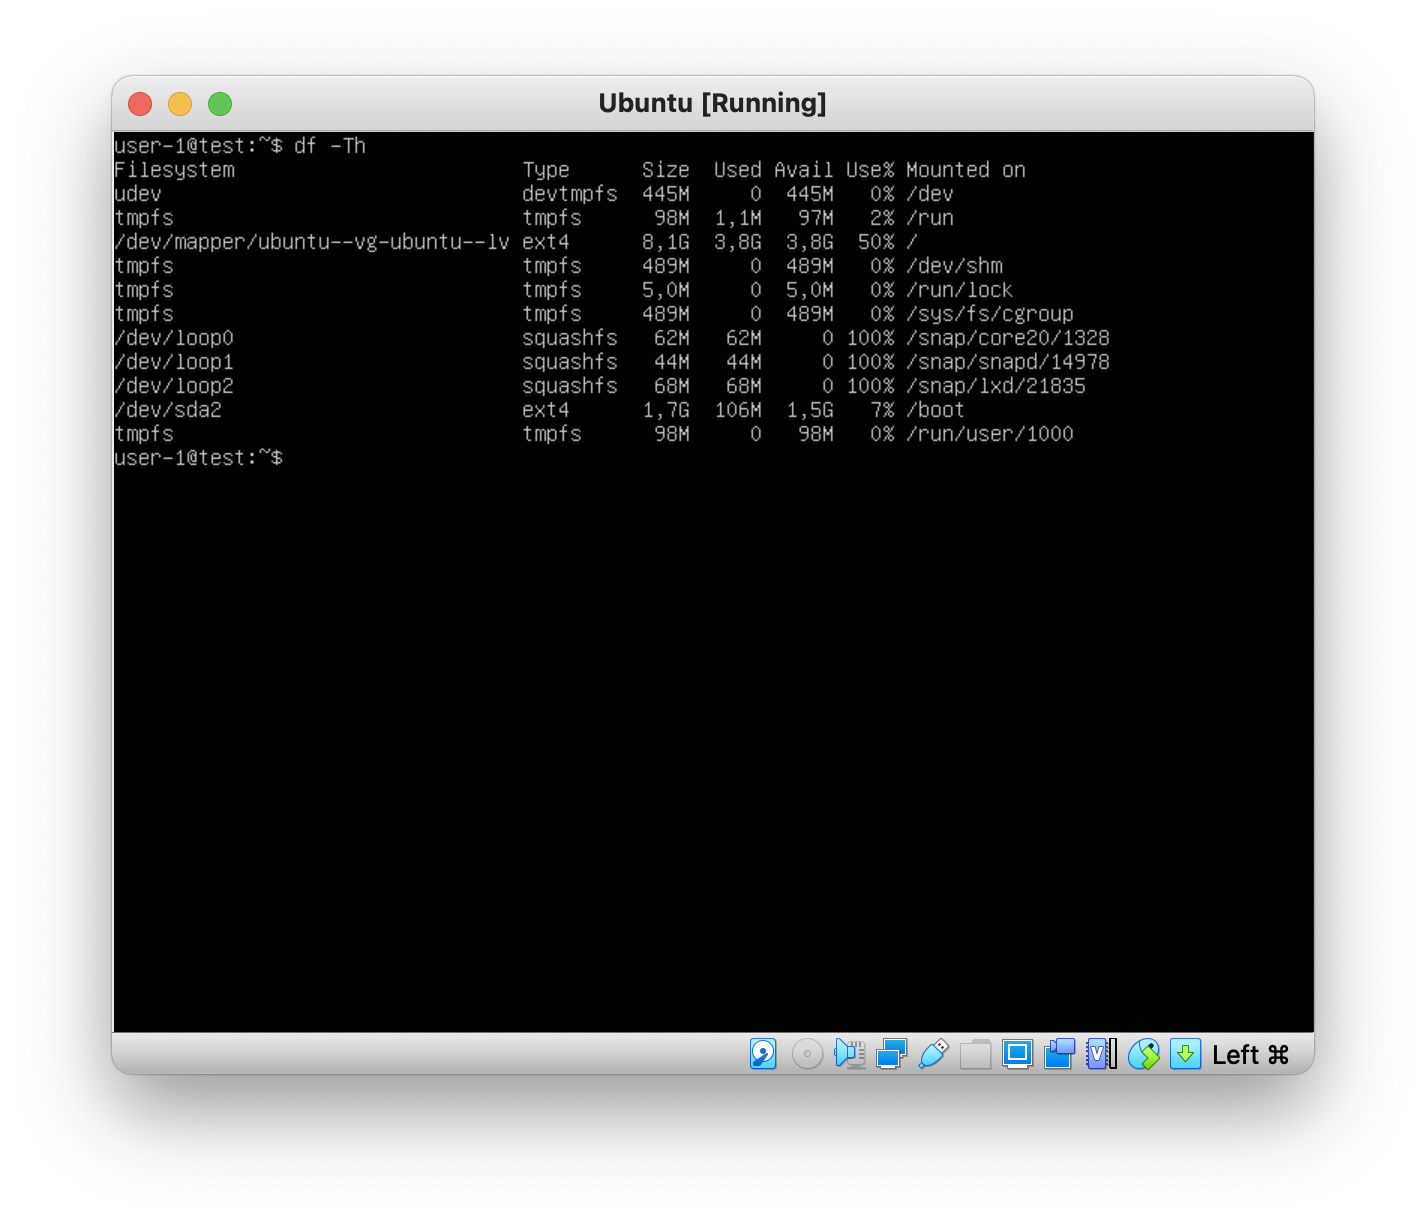 Ubuntu [Running]
user-1@test:~$ df -Th
Filesystem                        Type      Size  Used Avail Use% Mounted on
udev                              devtmpfs  445M     0  445M   0% /dev
tmpfs                             tmpfs      98M  1,1M   97M   2% /run
/dev/mapper/ubuntu--vg-ubuntu--lv ext4      8,1G  3,8G  3,8G  50% /
tmpfs                             tmpfs     489M     0  489M   0% /dev/shm
tmpfs                             tmpfs     5,0M     0  5,0M   0% /run/lock
tmpfs                             tmpfs     489M     0  489M   0% /sys/fs/cgroup
/dev/loop0                        squashfs   62M   62M     0 100% /snap/core20/1328
/dev/loop1                        squashfs   44M   44M     0 100% /snap/snapd/14978
/dev/loop2                        squashfs   68M   68M     0 100% /snap/lxd/21835
/dev/sda2                         ext4      1,7G  106M  1,5G   7% /boot
tmpfs                             tmpfs      98M     0   98M   0% /run/user/1000
user-1@test:~$
Left ⌘